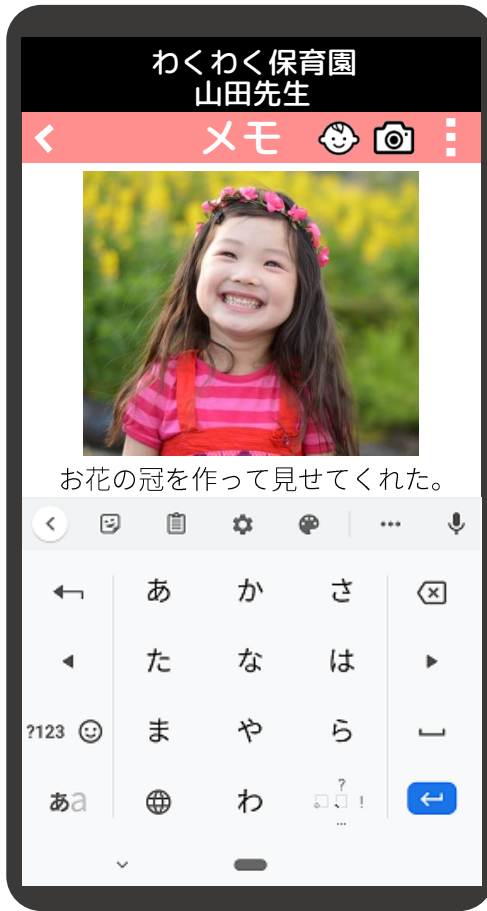 わくわく保育園
山田先生
メモ
お花の冠を作って見せてくれた。
あ か さ
た な は
?123 ま や ら
あa わ 、。?!…